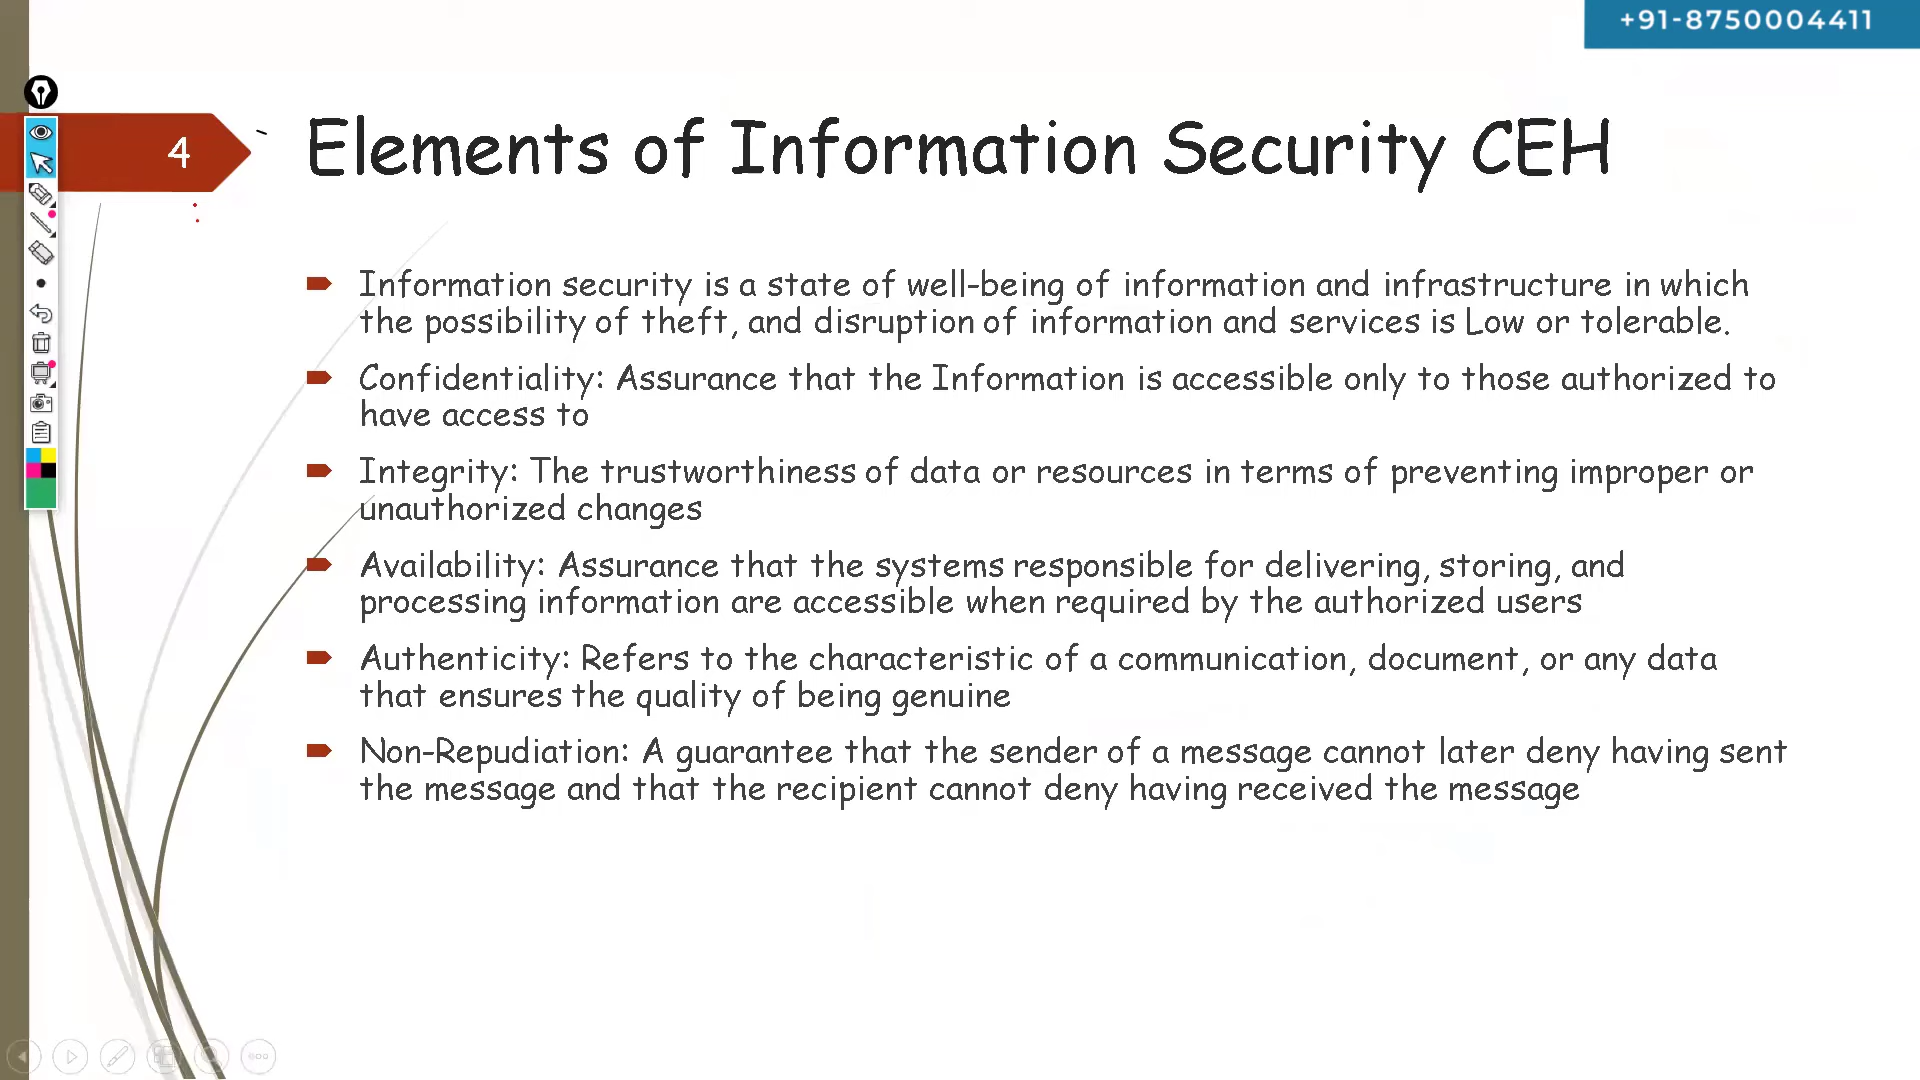 +91-8750004411
4
Elements of Information Security CEH
Information security is a state of well-being of information and infrastructure in which
the possibility of theft, and disruption of information and services is Low or tolerable.
Confidentiality: Assurance that the Information is accessible only to those authorized to
have access to
Integrity: The trustworthiness of data or resources in terms of preventing improper or
unauthorized changes
Availability: Assurance that the systems responsible for delivering, storing, and
processing information are accessible when required by the authorized users
Authenticity: Refers to the characteristic of a communication, document, or any data
that ensures the quality of being genuine
Non-Repudiation: A guarantee that the sender of a message cannot later deny having sent
the message and that the recipient cannot deny having received the message